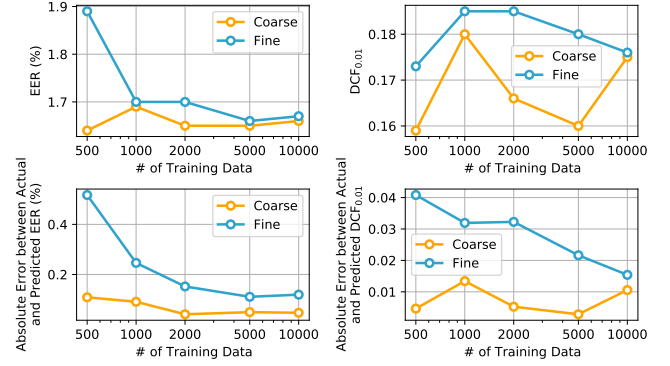 1.9
1.7
EER (%)
Coarse
Fine
500 1000 2000 5000 10000
# of Training Data
0.18
0.17
0.16
DCF0.01
Coarse
Fine
500 1000 2000 5000 10000
# of Training Data
Absolute Error between Actual
and Predicted EER (%)
0.4
0.2
Coarse
Fine
500 1000 2000 5000 10000
# of Training Data
Absolute Error between Actual
and Predicted DCF0.01
0.04
0.03
0.02
0.01
Coarse
Fine
500 1000 2000 5000 10000
# of Training Data